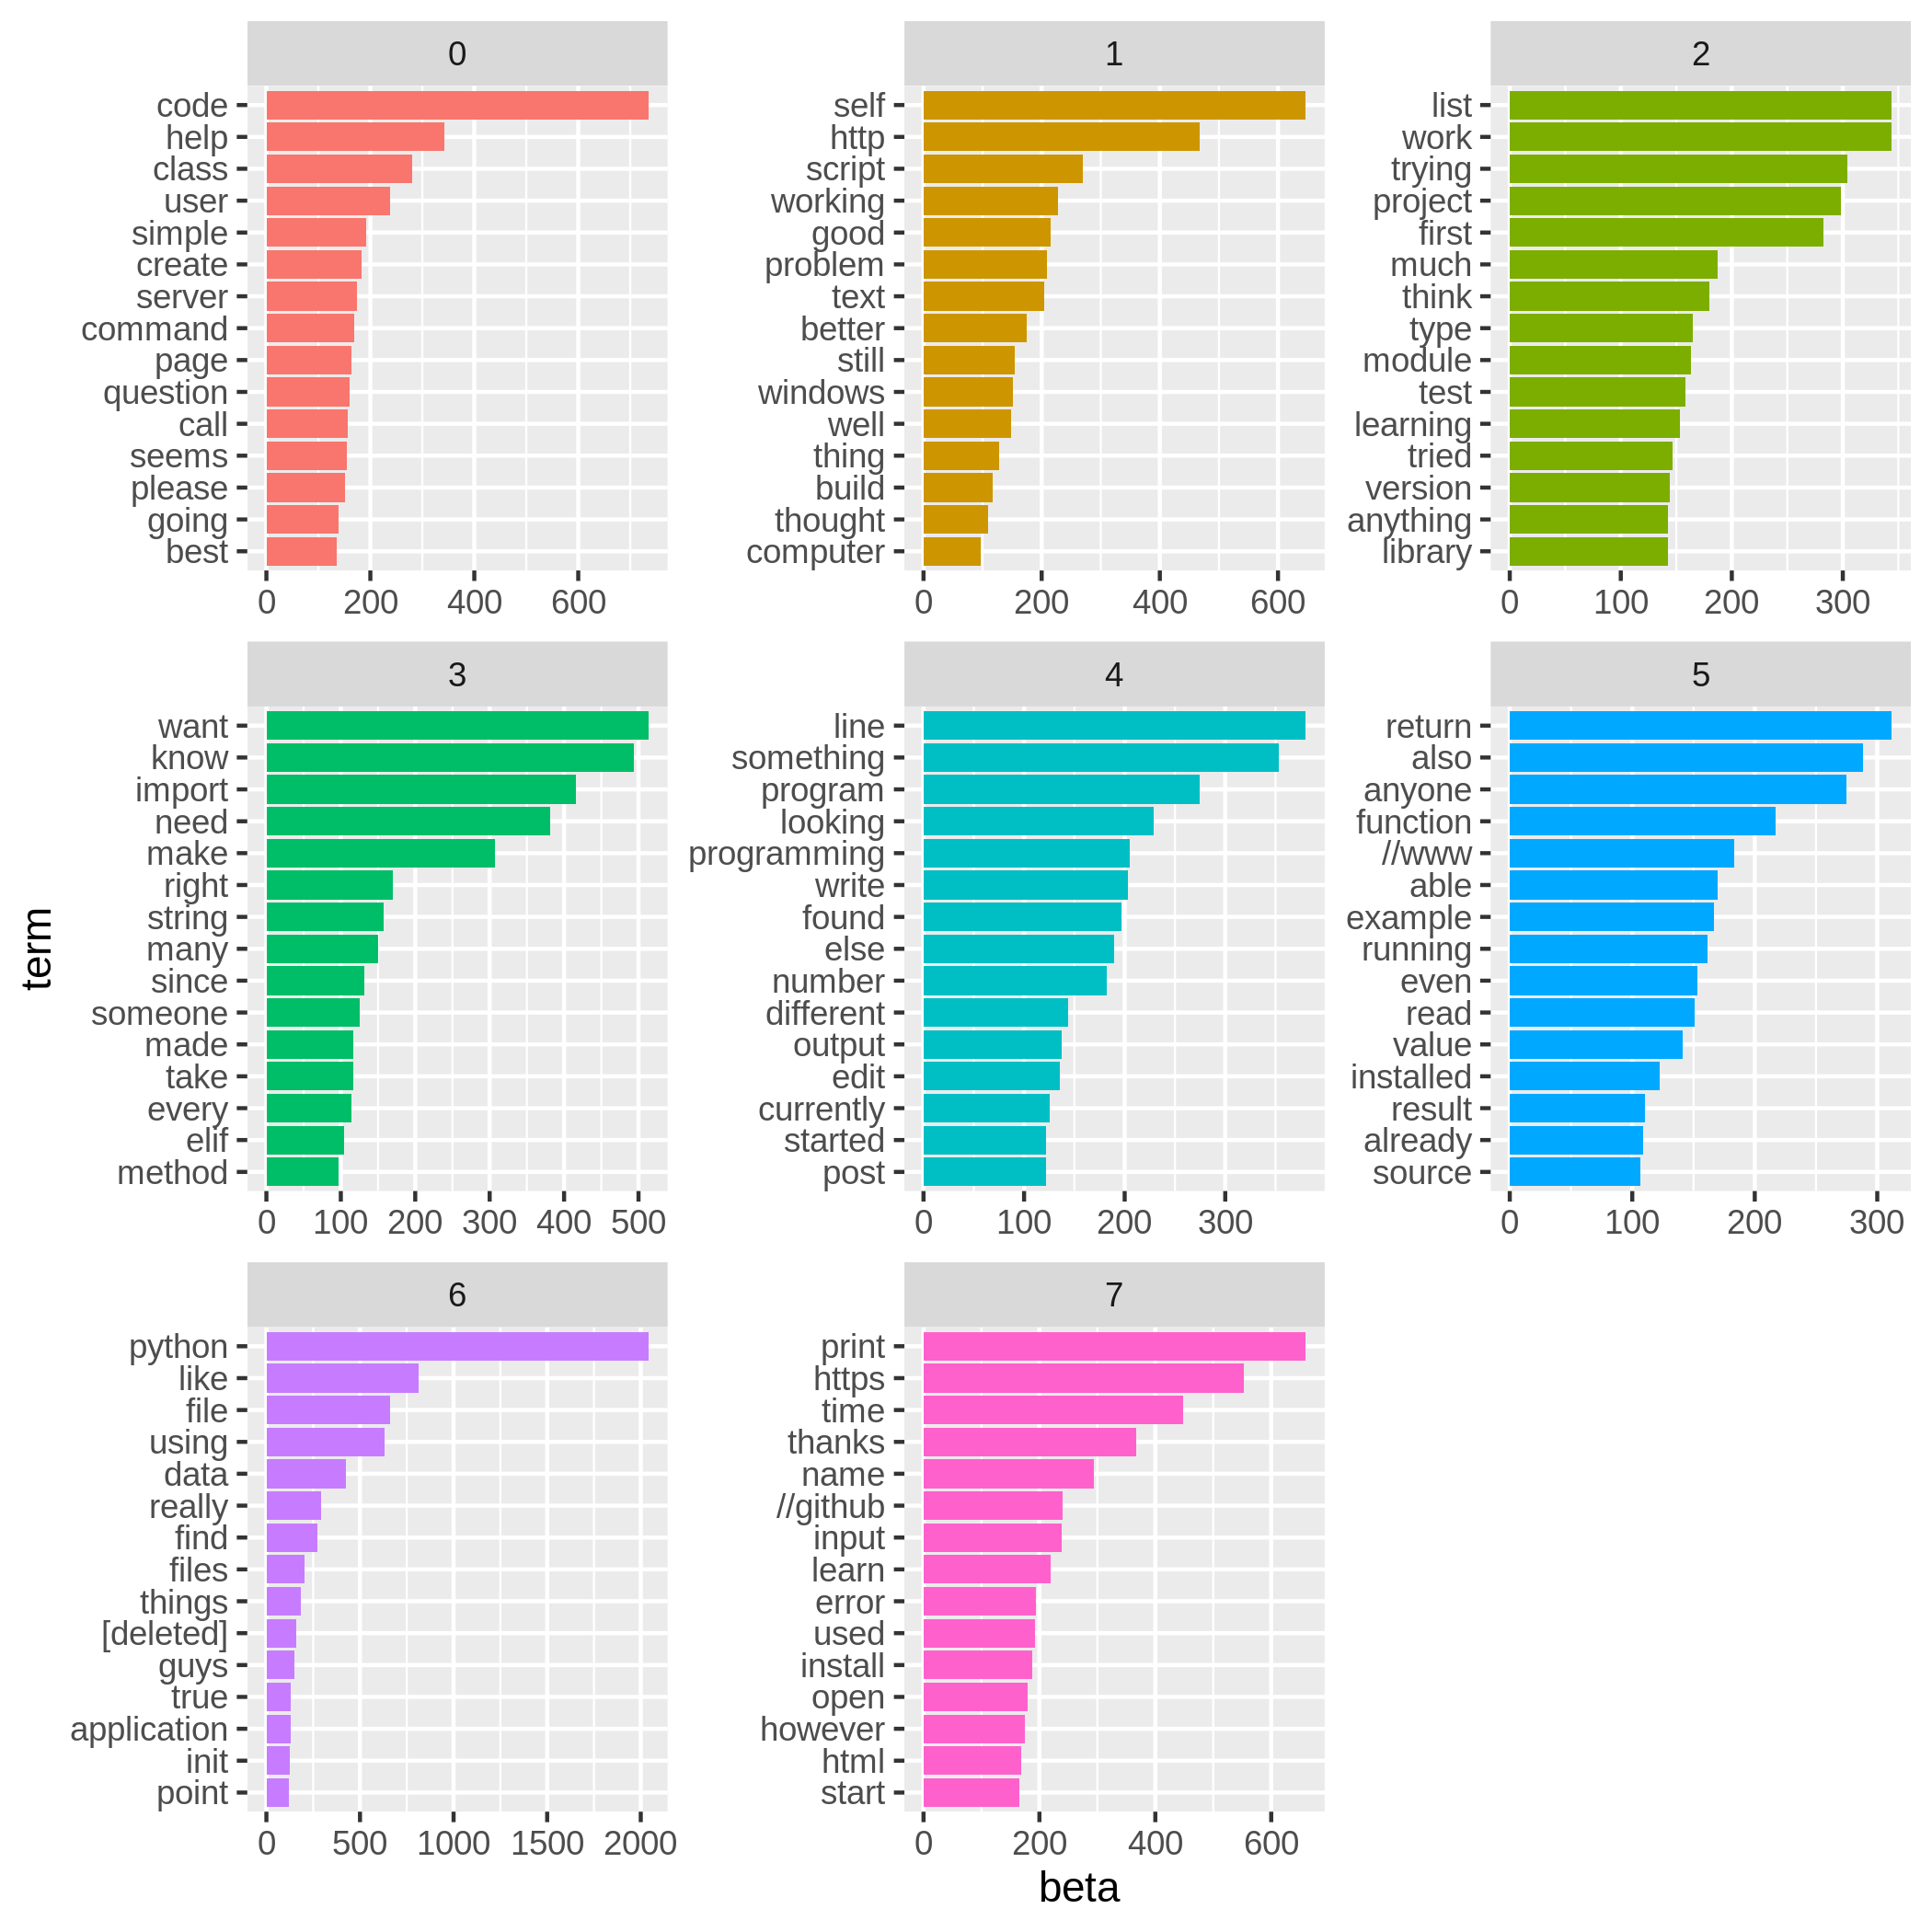 0
code
help
class
user
simple
create
server
command
page
question
call
seems
please
going
best
0 200 400 600
1
self
http
script
working
good
problem
text
better
still
windows
well
thing
build
thought
computer
0 200 400 600
2
list
work
trying
project
first
much
think
type
module
test
learning
tried
version
anything
library
0 100 200 300
3
want
know
import
need
make
right
string
many
since
someone
made
take
every
elif
method
0 100 200 300 400 500
4
line
something
program
looking
programming
write
found
else
number
different
output
edit
currently
started
post
0 100 200 300
5
return
also
anyone
function
//www
able
example
running
even
read
value
installed
result
already
source
0 100 200 300
6
python
like
file
using
data
really
find
files
things
[deleted]
guys
true
application
init
point
0 500 1000 1500 2000
7
print
https
time
thanks
name
//github
input
learn
error
used
install
open
however
html
start
0 200 400 600
term
beta